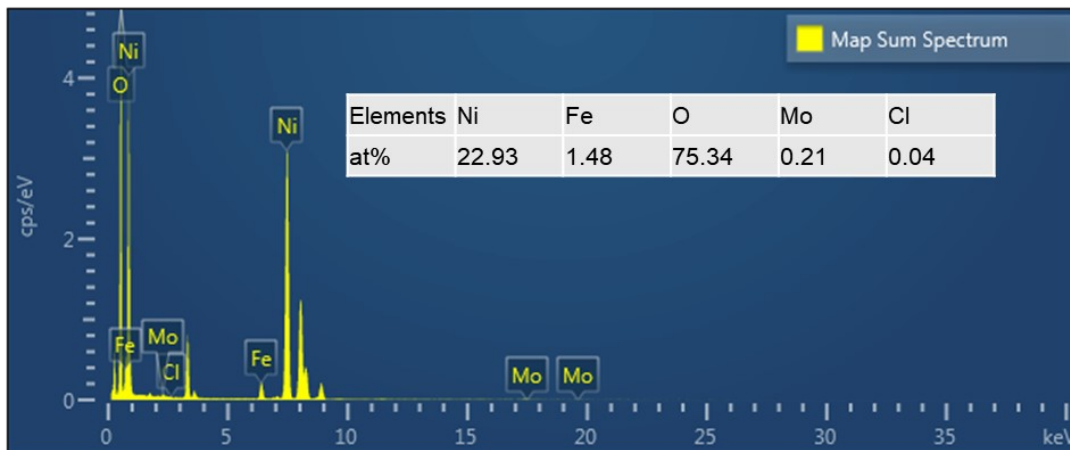 Map Sum Spectrum
Ni
O
4
Elements Ni Fe O Mo Cl
at% 22.93 1.48 75.34 0.21 0.04
Ni
cps/eV
2
Fe
Mo
Cl
Fe
Mo
Mo
0
0 5 10 15 20 25 30 35 keV